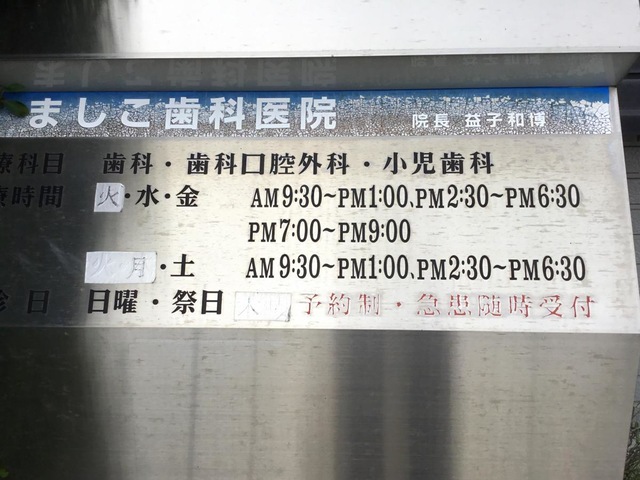 ましこ歯科医院 院長 益子和博
療科目 歯科・歯科口腔外科・小児歯科
療時間 火・水・金 AM9:30~PM1:00、PM2:30~PM6:30
PM7:00~PM9:00
月・土 AM9:30~PM1:00、PM2:30~PM6:30
診日 日曜・祭日 予約制・急患随時受付